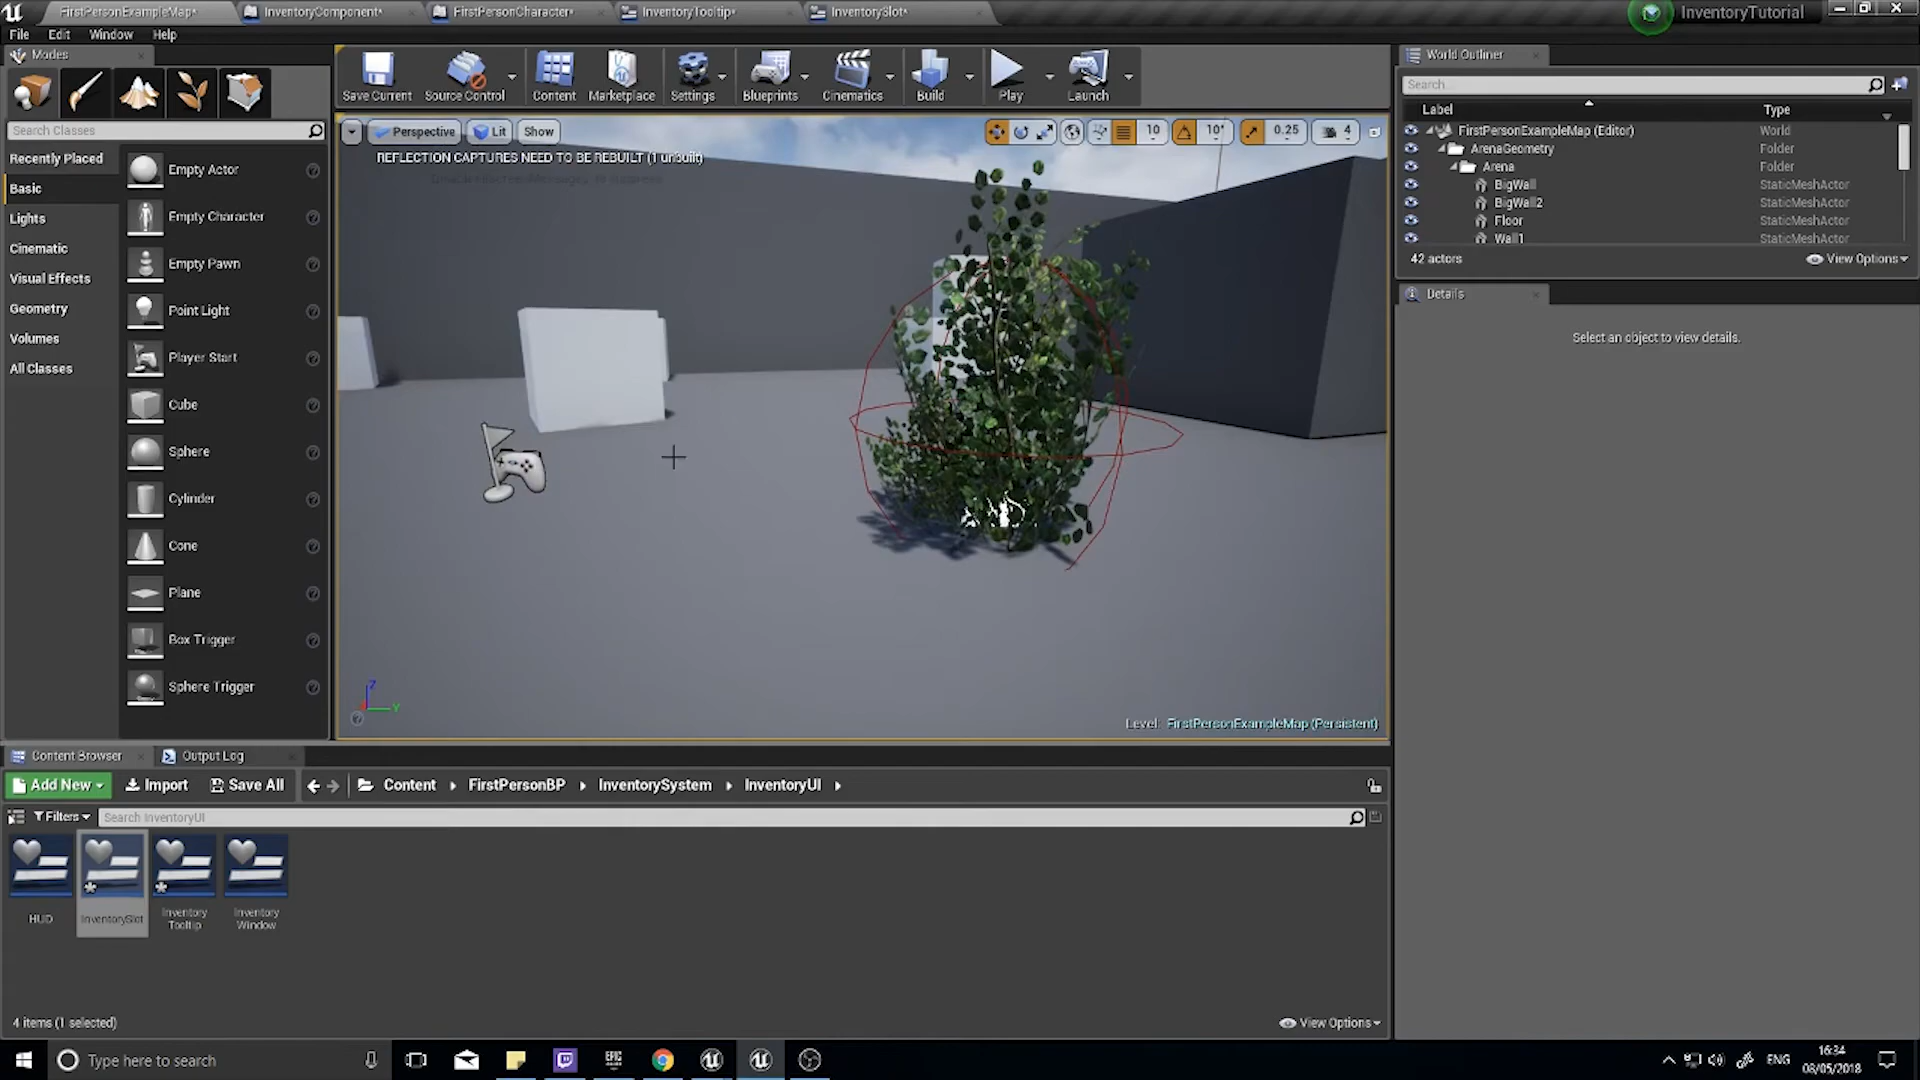 FirstPersonExampleMap*
InventoryComponent*
FirstPersonCharacter*
InventoryTooltip*
InventorySlot*
InventoryTutorial
File Edit Window Help
Modes
Search Classes
Recently Placed
Basic
Lights
Cinematic
Visual Effects
Geometry
Volumes
All Classes
Empty Actor
Empty Character
Empty Pawn
Point Light
Player Start
Cube
Sphere
Cylinder
Cone
Plane
Box Trigger
Sphere Trigger
Save Current
Source Control
Content
Marketplace
Settings
Blueprints
Cinematics
Build
Play
Launch
Perspective
Lit
Show
10
10°
0.25
4
REFLECTION CAPTURES NEED TO BE REBUILT (1 unbuilt)
Z
Y
Level: FirstPersonExampleMap (Persistent)
World Outliner
Search
Label Type
FirstPersonExampleMap (Editor) World
ArenaGeometry Folder
Arena Folder
BigWall StaticMeshActor
BigWall2 StaticMeshActor
Floor StaticMeshActor
Wall1 StaticMeshActor
42 actors
View Options
Details
Select an object to view details.
Content Browser
Output Log
Add New
Import
Save All
Content
FirstPersonBP
InventorySystem
InventoryUI
Filters
Search InventoryUI
HUD
InventorySlot
Inventory
Tooltip
Inventory
Window
4 items (1 selected)
View Options
Type here to search
EPIC
ENG
16:34
08/05/2018